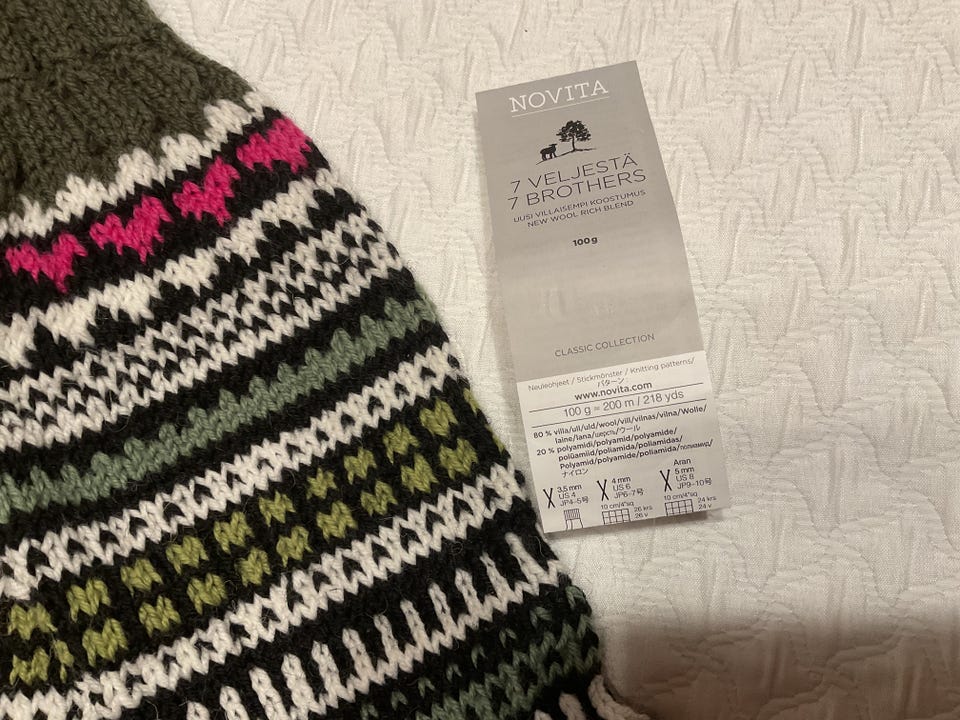 NOVITA
7 VELJESTÄ
7 BROTHERS
UUSI VILLAISEMPI KOOSTUMUS
NEW WOOL RICH BLEND
100 g
CLASSIC COLLECTION
Neuleohjeet / Stickmönster / Knitting patterns/
パターン:
www.novita.com
100 g = 200 m / 218 yds
80 % villa/ull/uld/wool/vill/vilnas/vilna/Wolle/
laine/lana/шерсть/ウール
20 % polyamidi/polyamid/polyamide/
polüamiid/poliamīds/poliamidas/
Polyamid/polyamide/poliamida/полиамид/
ナイロン
3,5 mm
US 4
JP4-5号
4 mm
US 6
JP6-7号
10 cm/4"sq
26 krs
26 v
Aran
5 mm
US 8
JP9-10号
10 cm/4"sq
24 krs
24 v